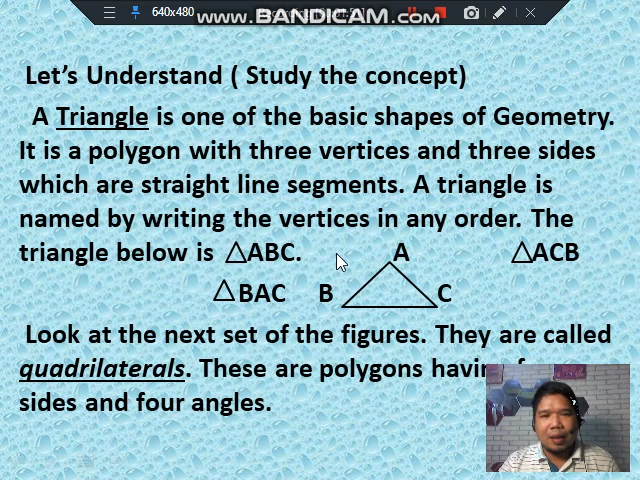 640x480
www.BANDICAM.com
Let's Understand ( Study the concept)
A Triangle is one of the basic shapes of Geometry.
It is a polygon with three vertices and three sides
which are straight line segments. A triangle is
named by writing the vertices in any order. The
triangle below is △ABC. A △ACB
△BAC B C
Look at the next set of the figures. They are called
quadrilaterals. These are polygons having
sides and four angles.